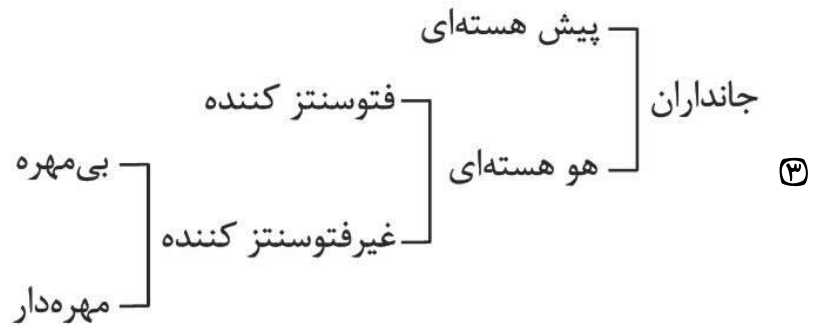 پیش هسته‌ای
جانداران
فتوسنتز کننده
هو هسته‌ای
۳
بی‌مهره
غیرفتوسنتز کننده
مهره‌دار